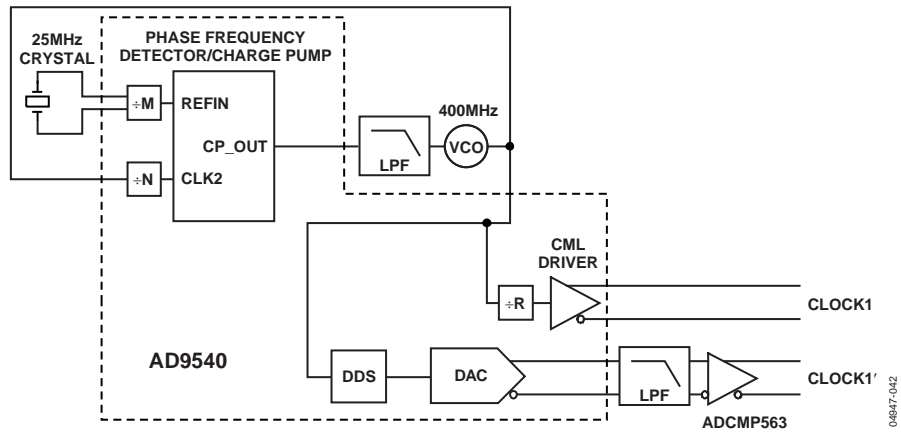 25MHz
CRYSTAL
PHASE FREQUENCY
DETECTOR/CHARGE PUMP
÷M
REFIN
CP_OUT
÷N
CLK2
LPF
400MHz
VCO
CML
DRIVER
÷R
CLOCK1
AD9540
DDS
DAC
LPF
CLOCK1′
ADCMP563
04947-042